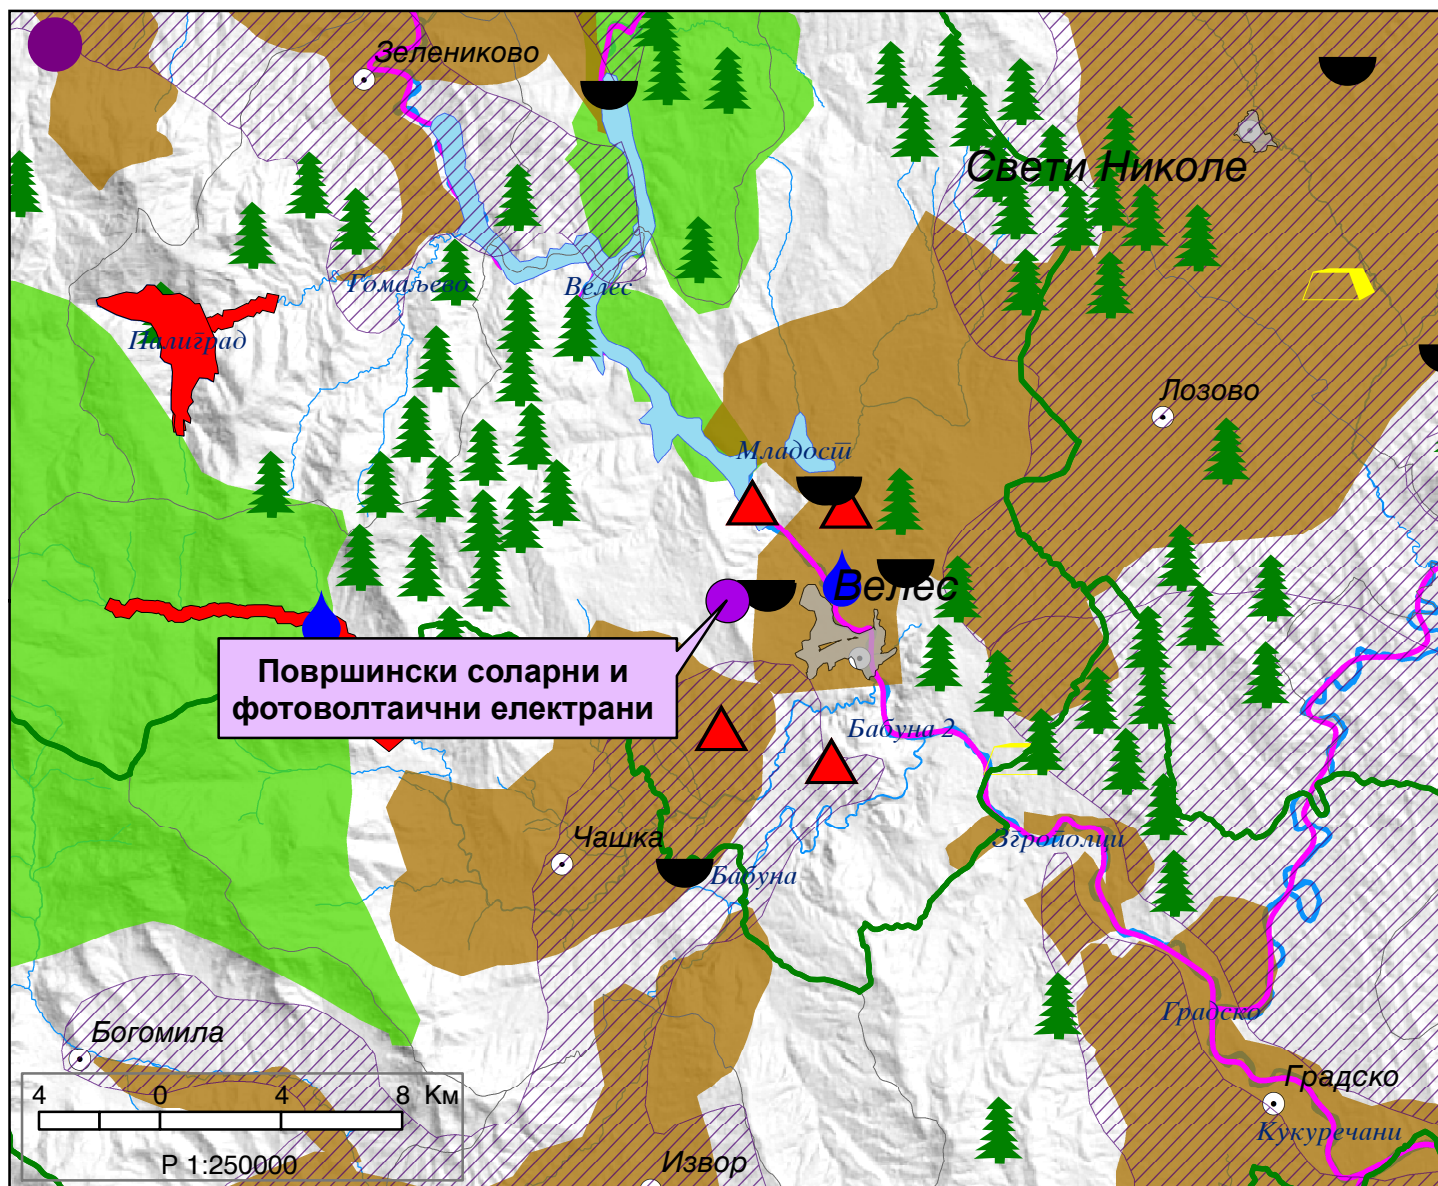 Зелениково
Свети Николе
Гомаљево
Велес
Палиград
Лозово
Младост
Велес
Површински соларни и
фотоволтаични електрани
Бабуна 2
Чашка
Бабуна
Згрополци
Градско
Богомила
Градско
4 0 4 8 Км
Кукуречани
Р 1:250000
Извор